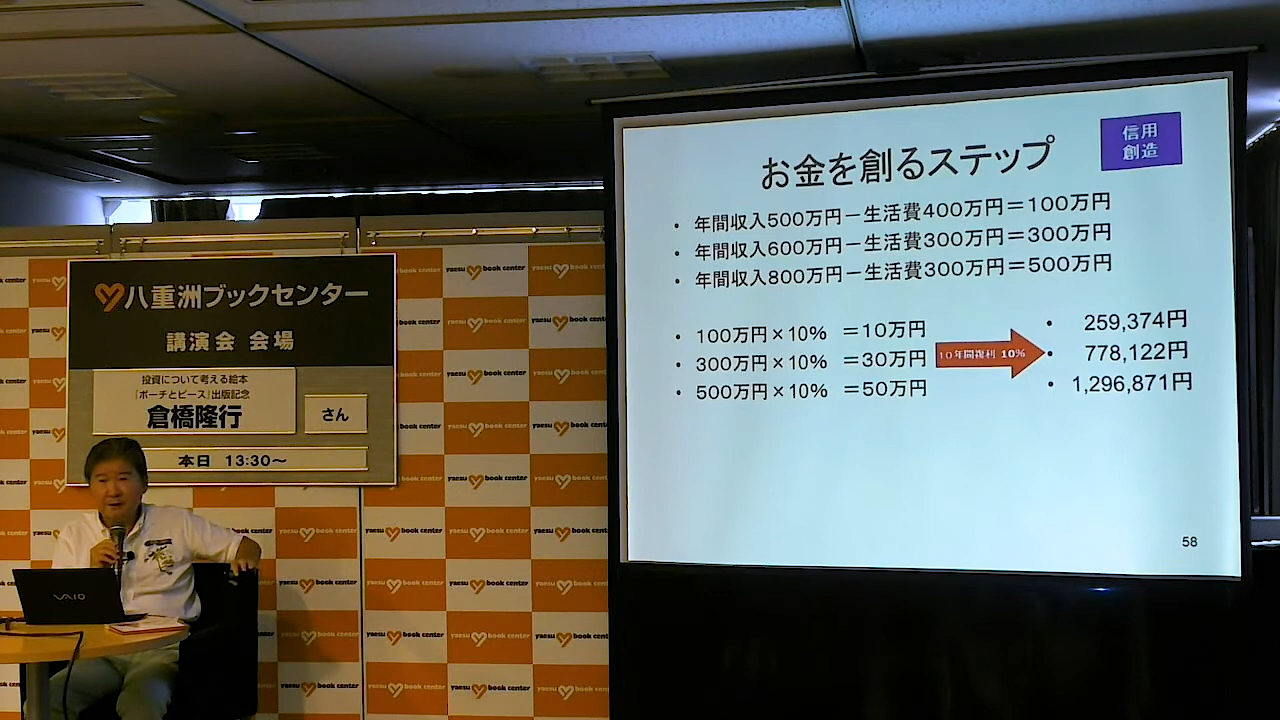 八重洲ブックセンター
講演会 会場
投資について考える絵本
『ポーチとピース』出版記念
倉橋隆行
さん
本日 13:30～
VAIO
yaesu book center
お金を創るステップ
信用
創造
・ 年間収入500万円－生活費400万円＝100万円
・ 年間収入600万円－生活費300万円＝300万円
・ 年間収入800万円－生活費300万円＝500万円
・ 100万円×10% ＝10万円
・ 300万円×10% ＝30万円
・ 500万円×10% ＝50万円
10年間複利 10%
・ 259,374円
・ 778,122円
・ 1,296,871円
58